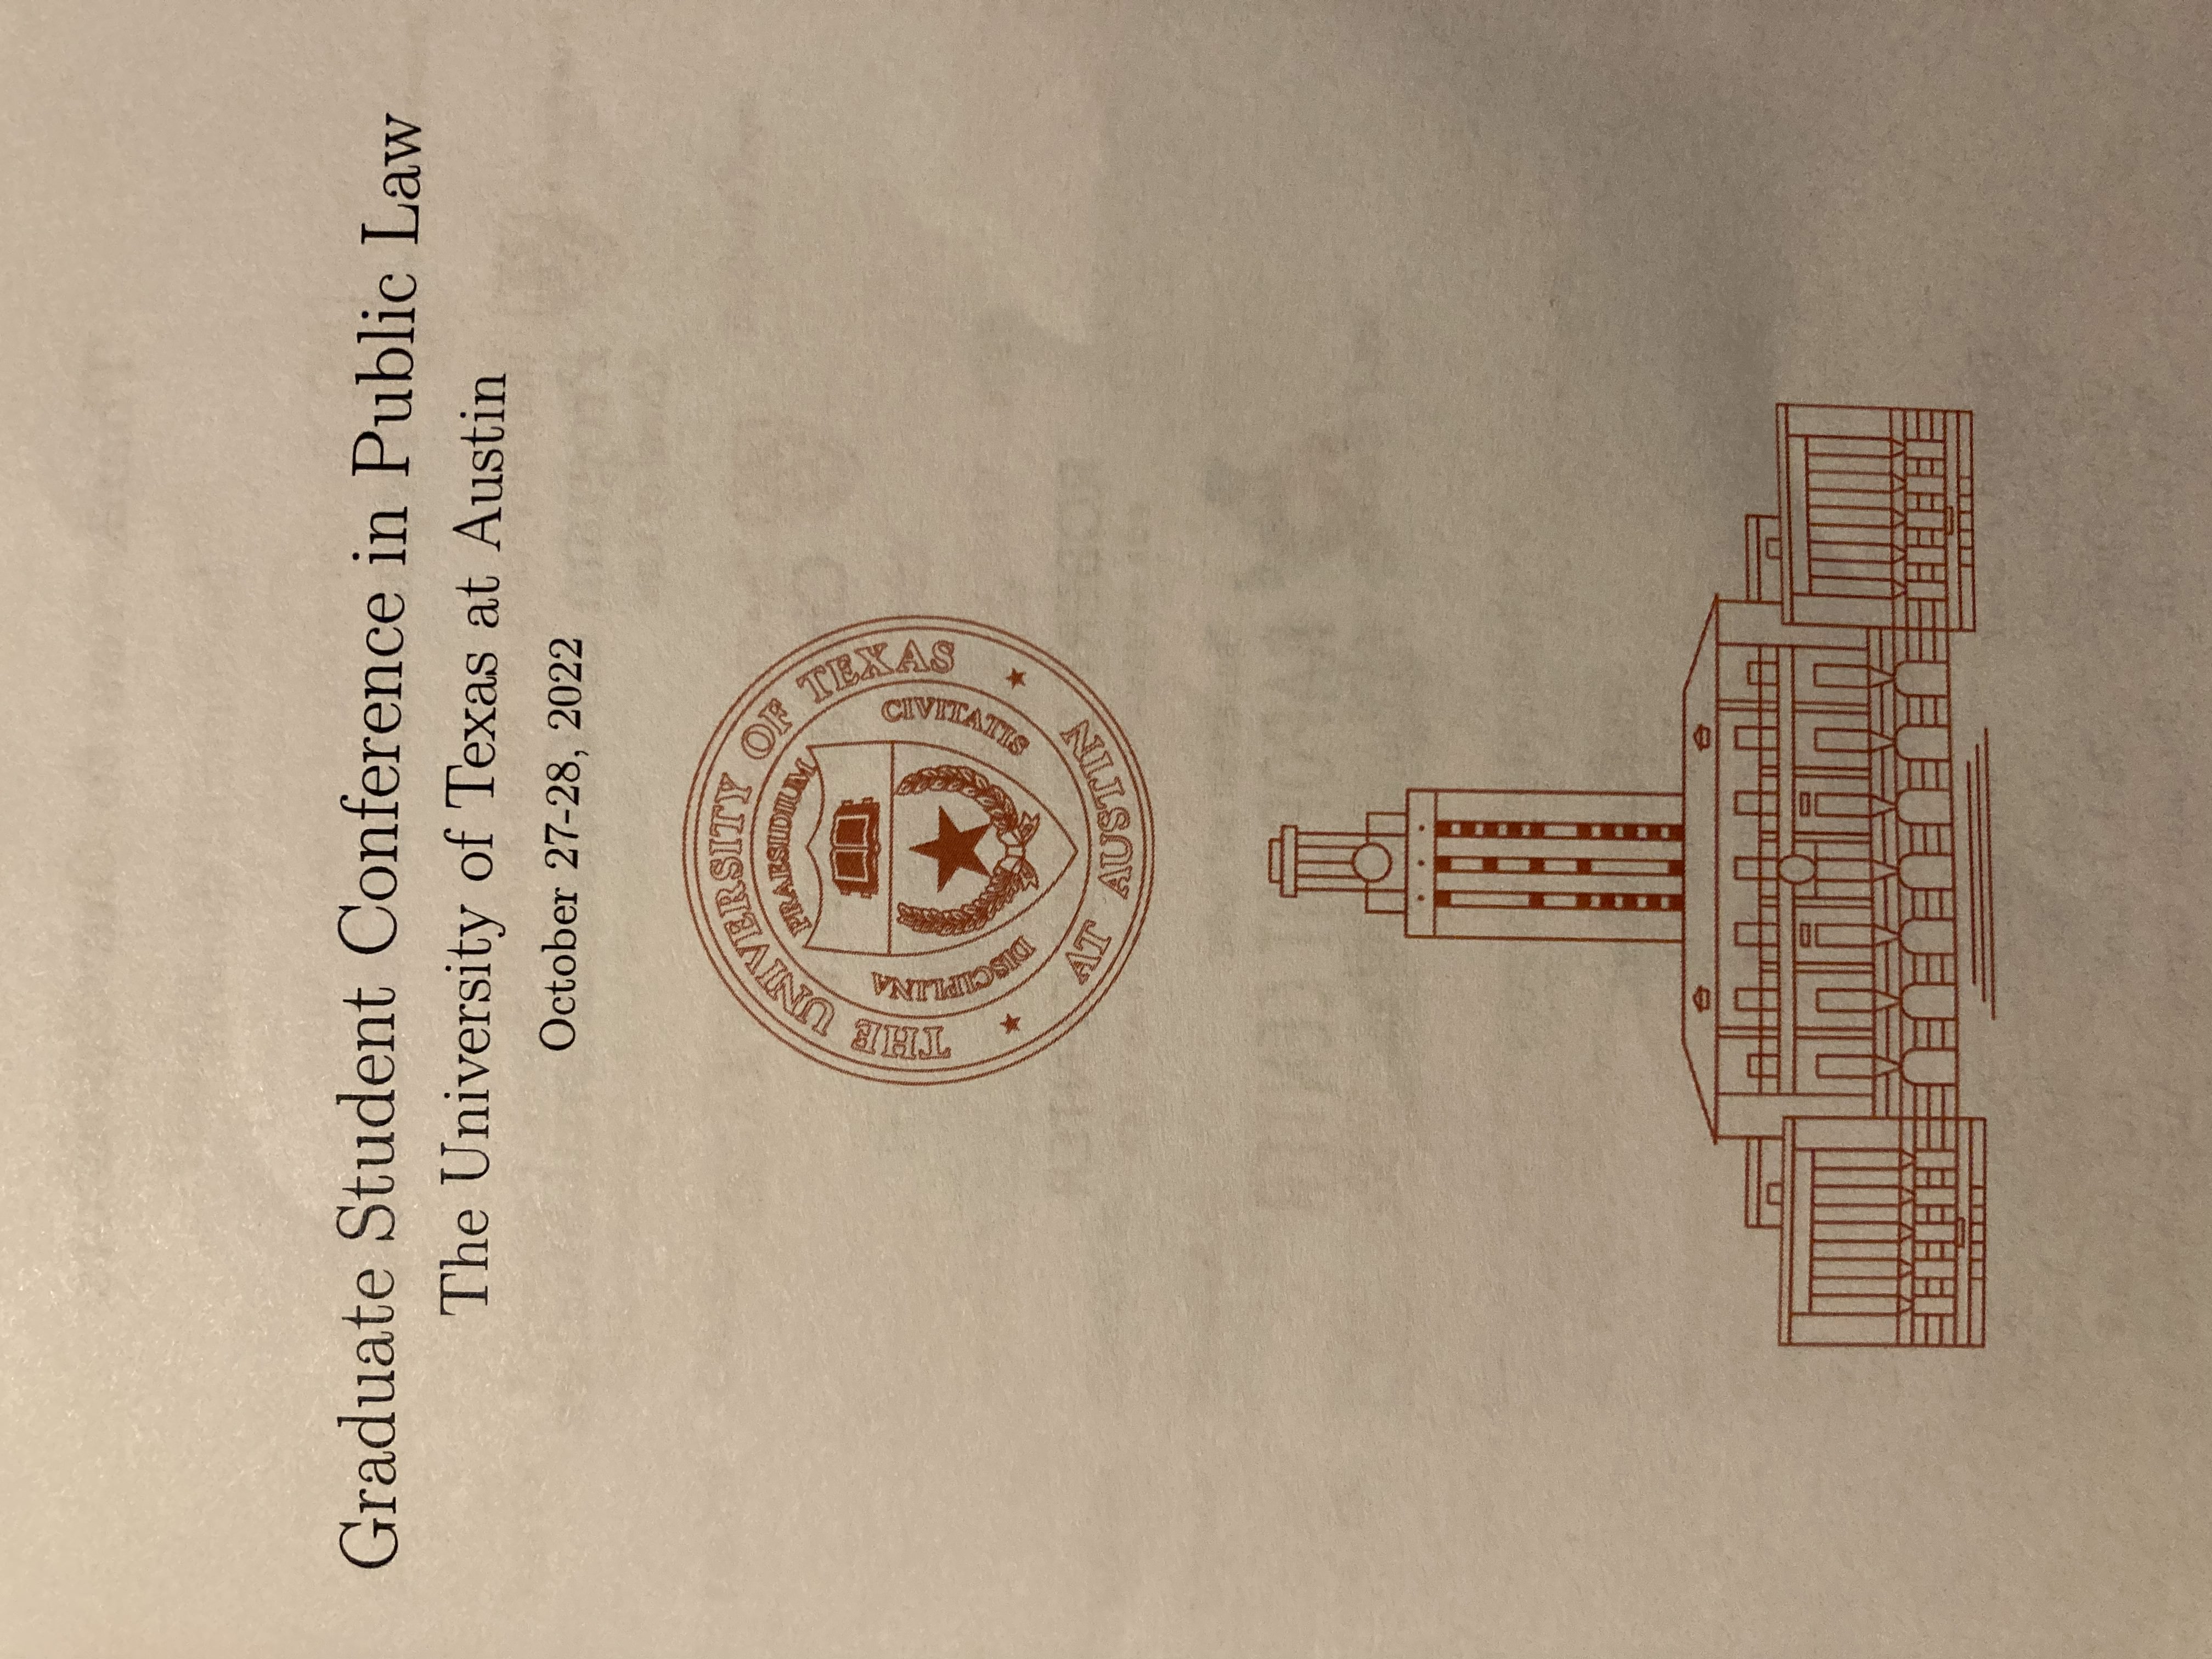 Graduate Student Conference in Public Law
The University of Texas at Austin
October 27-28, 2022
THE UNIVERSITY OF TEXAS
AT AUSTIN
PRAESIDIUM
DISCIPLINA
CIVITATIS